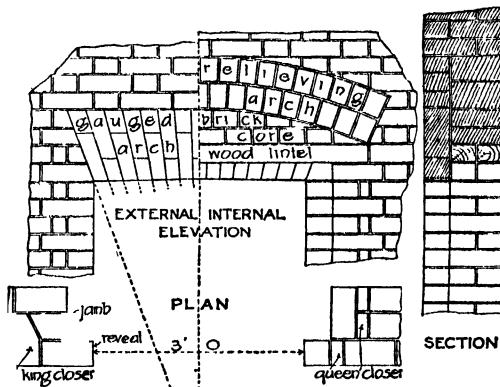 relieving
arch
gauged
arch
brick
core
wood lintel
EXTERNAL INTERNAL
ELEVATION
PLAN
jamb
reveal
3' 0
king closer
queen closer
SECTION